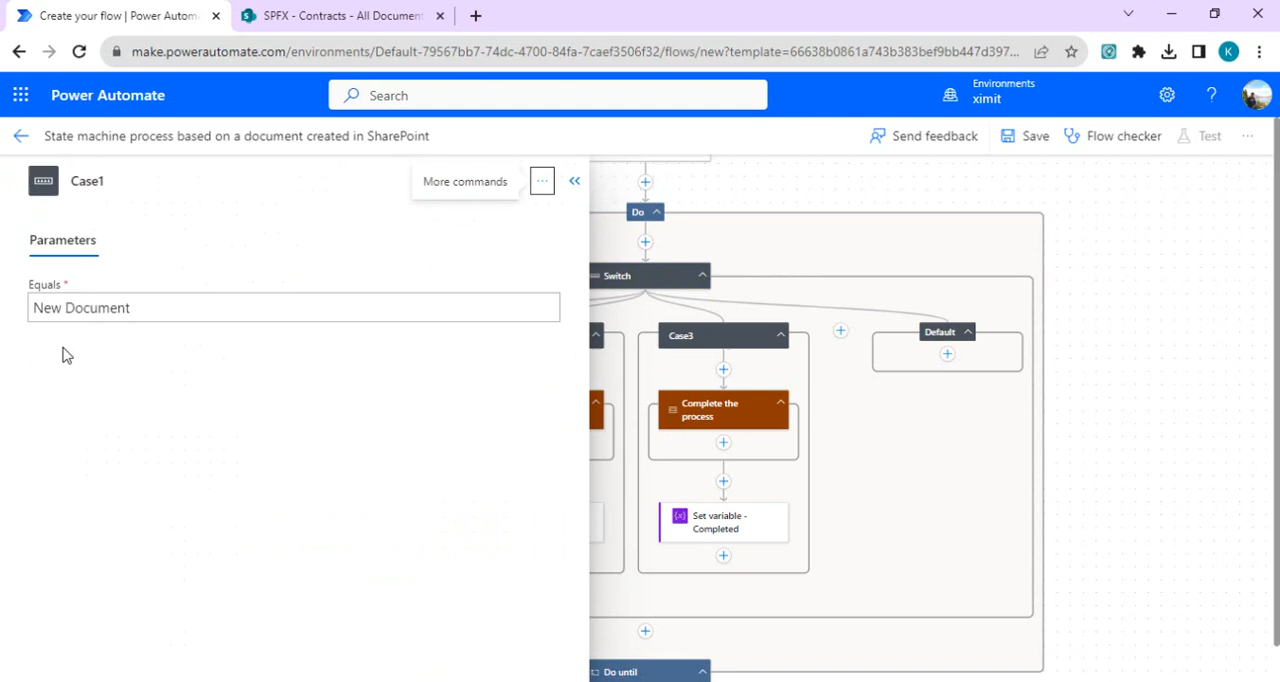 Create your flow | Power Autom
SPFX - Contracts - All Document
make.powerautomate.com/environments/Default-79567bb7-74dc-4700-84fa-7caef3506f32/flows/new?template=66638b0861a743b383bef9bb447d397...
K
Power Automate
Search
Environments
ximit
?
State machine process based on a document created in SharePoint
Send feedback
Save
Flow checker
Test
...
Case1
More commands
...
Parameters
Equals *
New Document
Do
Switch
Case3
Default
Complete the
process
{x}
Set variable -
Completed
Do until